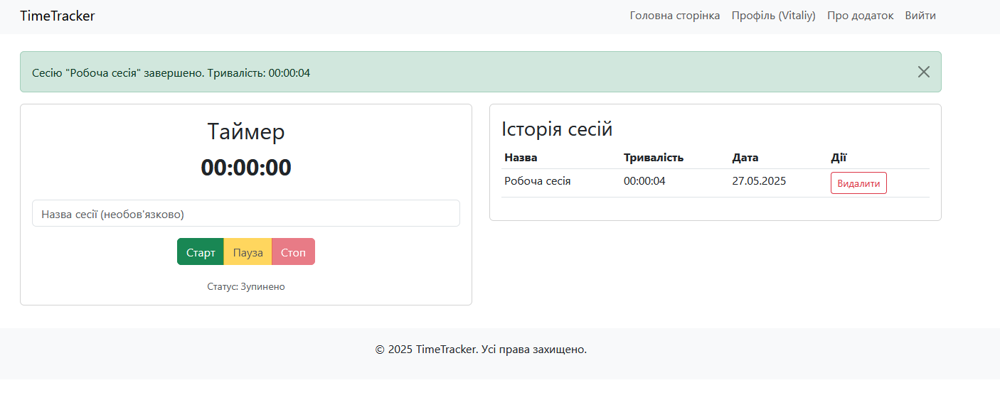 TimeTracker
Головна сторінка Профіль (Vitaliy) Про додаток Вийти
Сесію "Робоча сесія" завершено. Тривалість: 00:00:04
Таймер
00:00:00
Назва сесії (необов'язково)
Старт Пауза Стоп
Статус: Зупинено
Історія сесій
Назва Тривалість Дата Дії
Робоча сесія 00:00:04 27.05.2025 Видалити
© 2025 TimeTracker. Усі права захищено.